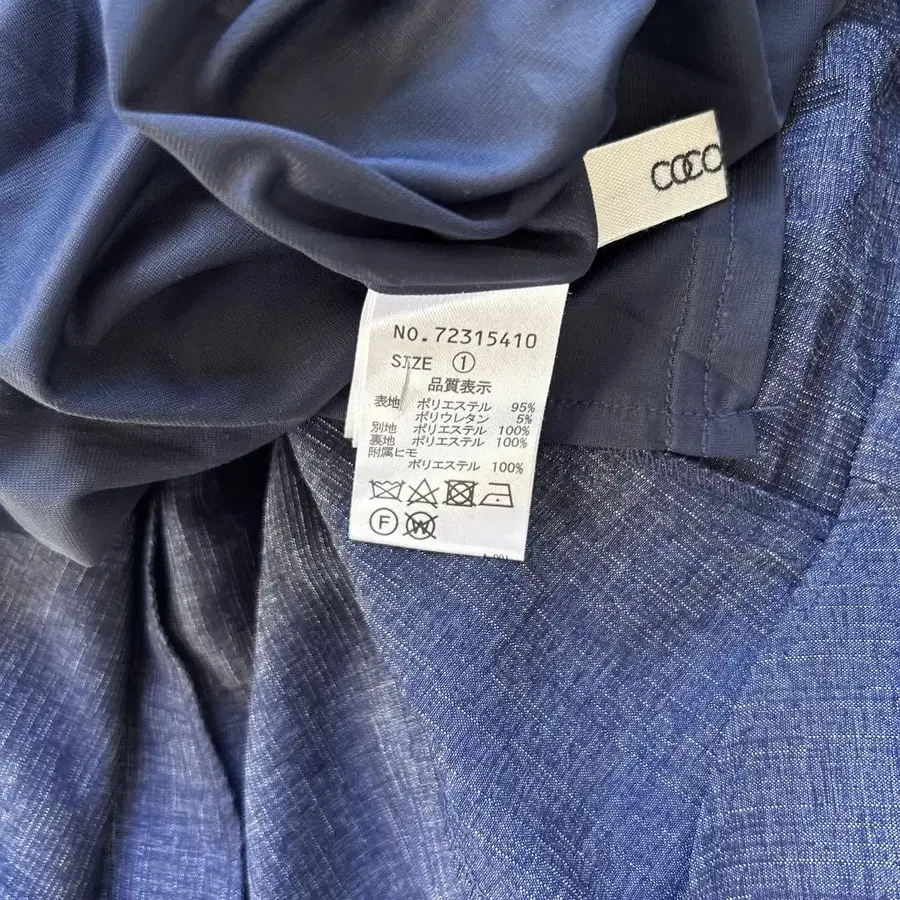 COCO
NO.72315410
SIZE ①
品質表示
表地 ポリエステル 95%
ポリウレタン 5%
別地 ポリエステル 100%
裏地 ポリエステル 100%
附属ヒモ
ポリエステル 100%
F W